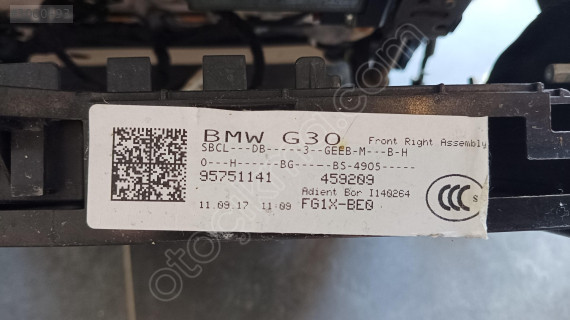 BMW G30 Front Right Assembly
SBCL---DB-----3--GEEB-M---B-H
0---H------BG-----BS-4905-----
95751141 459209
Adient Bor I140264
11.09.17 11:09 FG1X-BE0
CCC S